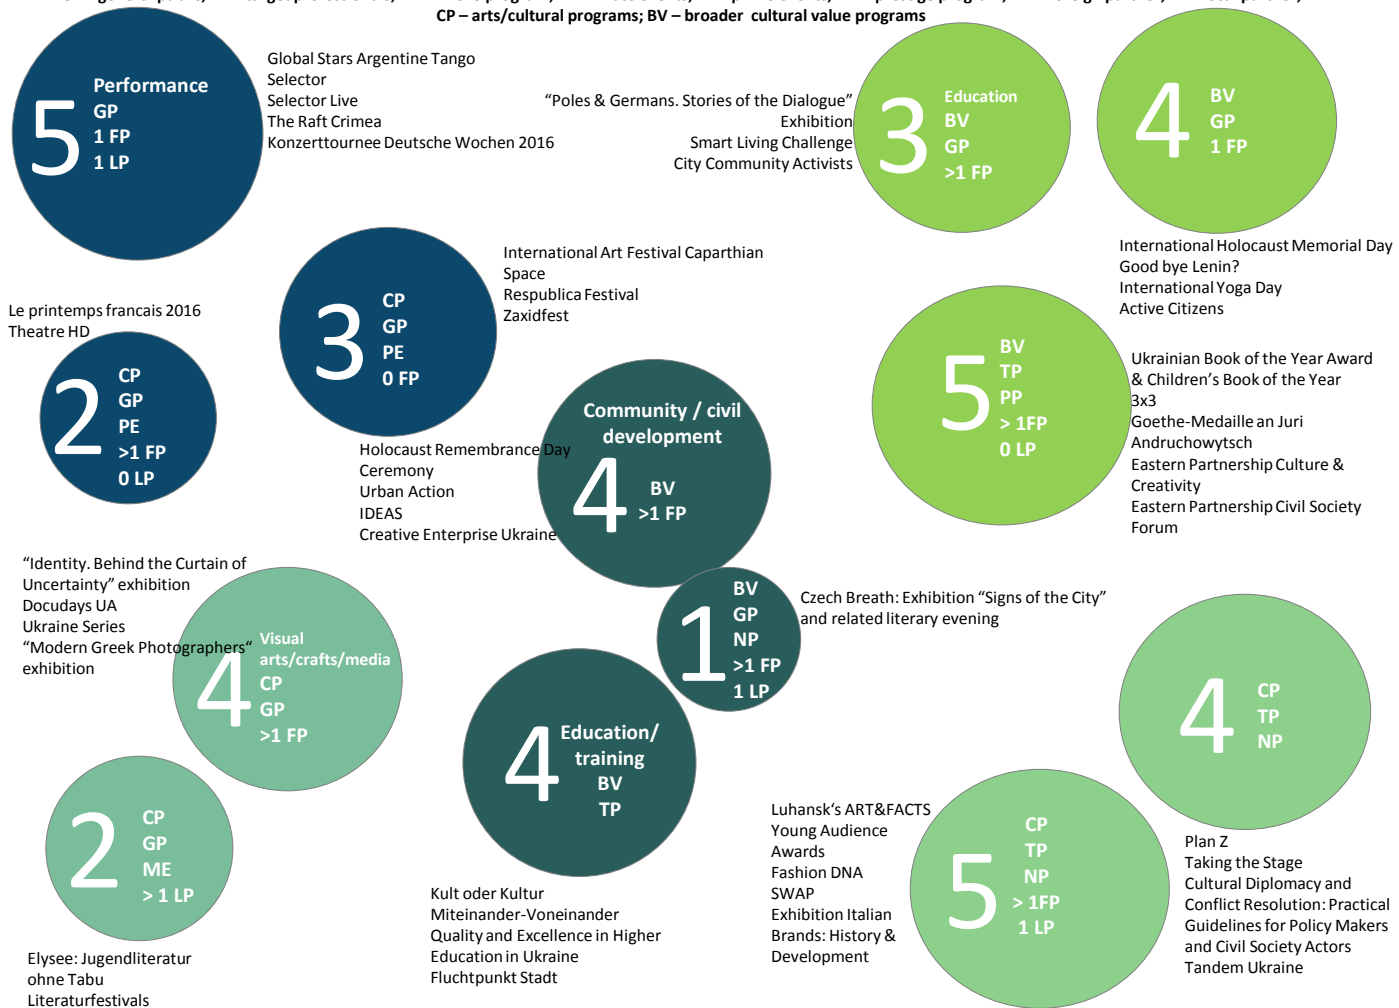 CP – arts/cultural programs; BV – broader cultural value programs
5
Performance
GP
1 FP
1 LP
Global Stars Argentine Tango
Selector
Selector Live
The Raft Crimea
Konzerttournee Deutsche Wochen 2016
“Poles & Germans. Stories of the Dialogue”
Exhibition
Smart Living Challenge
City Community Activists
3
Education
BV
GP
>1 FP
4
BV
GP
1 FP
International Holocaust Memorial Day
Good bye Lenin?
International Yoga Day
Active Citizens
Le printemps francais 2016
Theatre HD
2
CP
GP
PE
>1 FP
0 LP
3
CP
GP
PE
0 FP
International Art Festival Caparthian
Space
Respublica Festival
Zaxidfest
Holocaust Remembrance Day
Ceremony
Urban Action
IDEAS
Creative Enterprise Ukraine
Community / civil
development
4
BV
>1 FP
5
BV
TP
PP
> 1FP
0 LP
Ukrainian Book of the Year Award
& Children’s Book of the Year
3x3
Goethe-Medaille an Juri
Andruchowytsch
Eastern Partnership Culture &
Creativity
Eastern Partnership Civil Society
Forum
“Identity. Behind the Curtain of
Uncertainty” exhibition
Docudays UA
Ukraine Series
“Modern Greek Photographers“
exhibition
4
Visual
arts/crafts/media
CP
GP
>1 FP
1
BV
GP
NP
>1 FP
1 LP
Czech Breath: Exhibition “Signs of the City”
and related literary evening
4
Education/
training
BV
TP
Kult oder Kultur
Miteinander-Voneinander
Quality and Excellence in Higher
Education in Ukraine
Fluchtpunkt Stadt
2
CP
GP
ME
> 1 LP
Elysee: Jugendliteratur
ohne Tabu
Literaturfestivals
Luhansk‘s ART&FACTS
Young Audience
Awards
Fashion DNA
SWAP
Exhibition Italian
Brands: History &
Development
5
CP
TP
NP
> 1FP
1 LP
4
CP
TP
NP
Plan Z
Taking the Stage
Cultural Diplomacy and
Conflict Resolution: Practical
Guidelines for Policy Makers
and Civil Society Actors
Tandem Ukraine